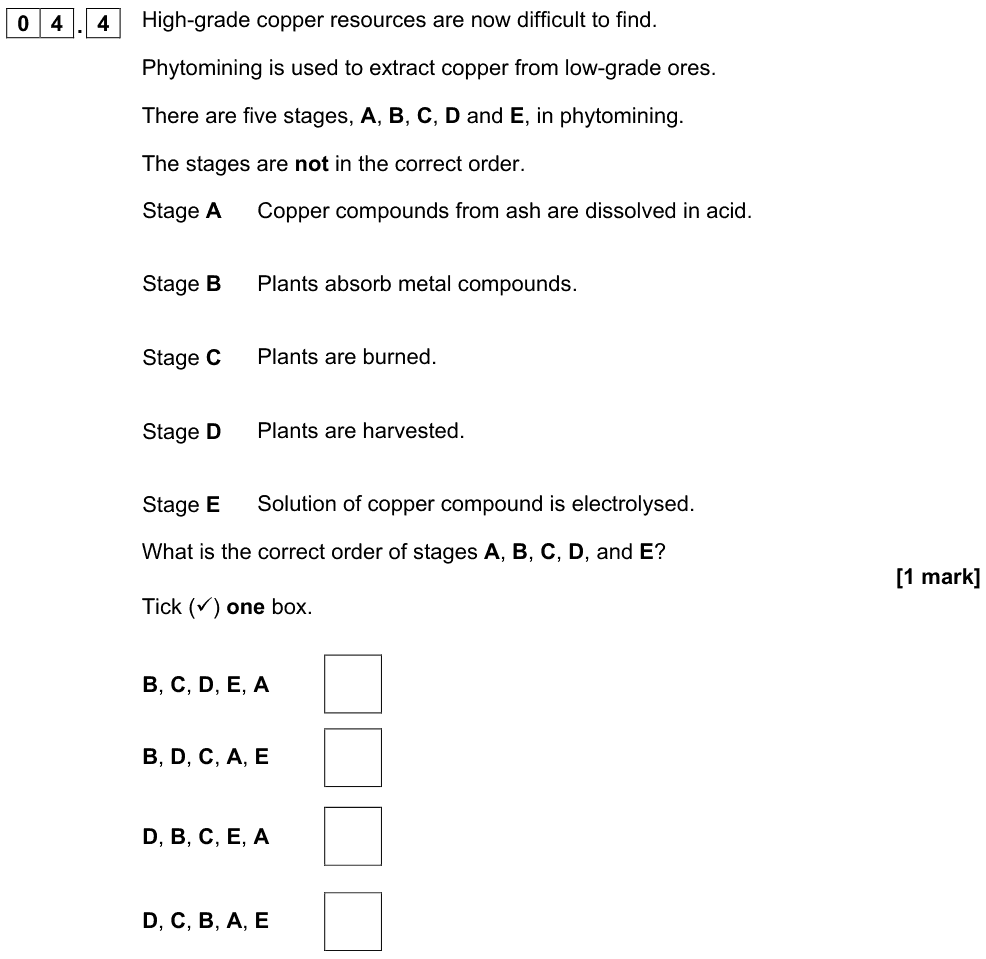 0 4 . 4 High-grade copper resources are now difficult to find.
Phytomining is used to extract copper from low-grade ores.
There are five stages, A, B, C, D and E, in phytomining.
The stages are not in the correct order.
Stage A Copper compounds from ash are dissolved in acid.
Stage B Plants absorb metal compounds.
Stage C Plants are burned.
Stage D Plants are harvested.
Stage E Solution of copper compound is electrolysed.
What is the correct order of stages A, B, C, D, and E?
[1 mark]
Tick (✓) one box.
B, C, D, E, A
B, D, C, A, E
D, B, C, E, A
D, C, B, A, E